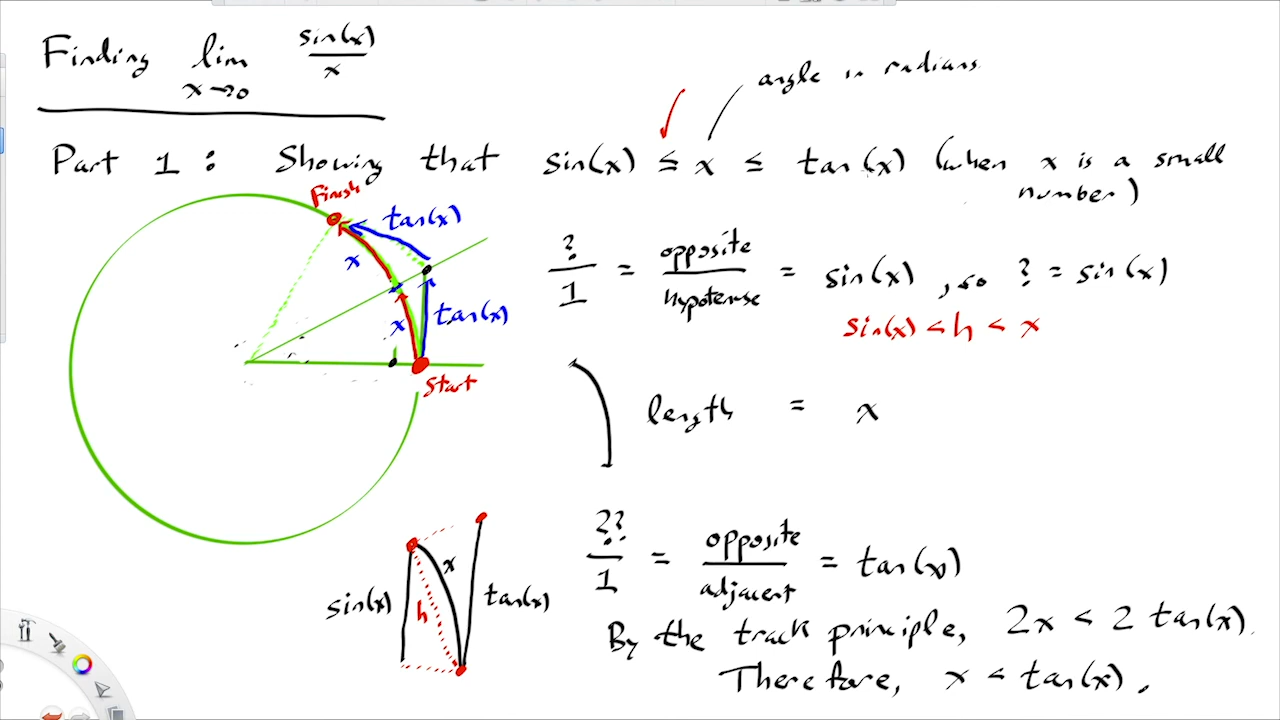 Finding lim x→0 sin(x)/x
angle in radians
Part 1 : Showing that sin(x) ≤ x ≤ tan(x) (when x is a small
number)
Finish
tan(x)
x
?/1 = opposite/hypotenuse = sin(x) , so ? = sin(x)
sin(x) < h < x
x
tan(x)
Start
length = x
??/1 = opposite/adjacent = tan(x)
sin(x)
h
x
tan(x)
By the track principle, 2x < 2 tan(x).
Therefore, x < tan(x).